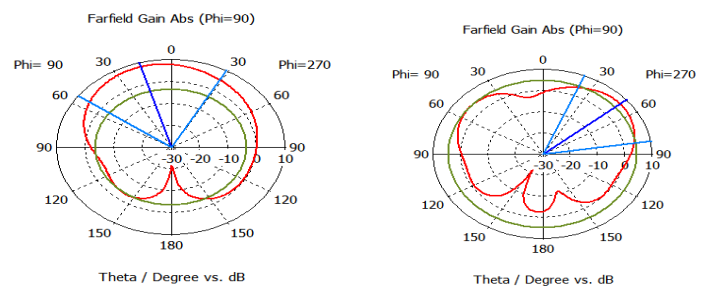 Farfield Gain Abs (Phi=90)
0
30 30
Phi= 90 Phi=270
60 60
90 -30 -20 -10 0 10 90
120 120
150 150
180
Theta / Degree vs. dB
Farfield Gain Abs (Phi=90)
0
30 30
Phi= 90 Phi=270
60 60
90 -30 -20 -10 0 10 90
120 120
150 150
180
Theta / Degree vs. dB